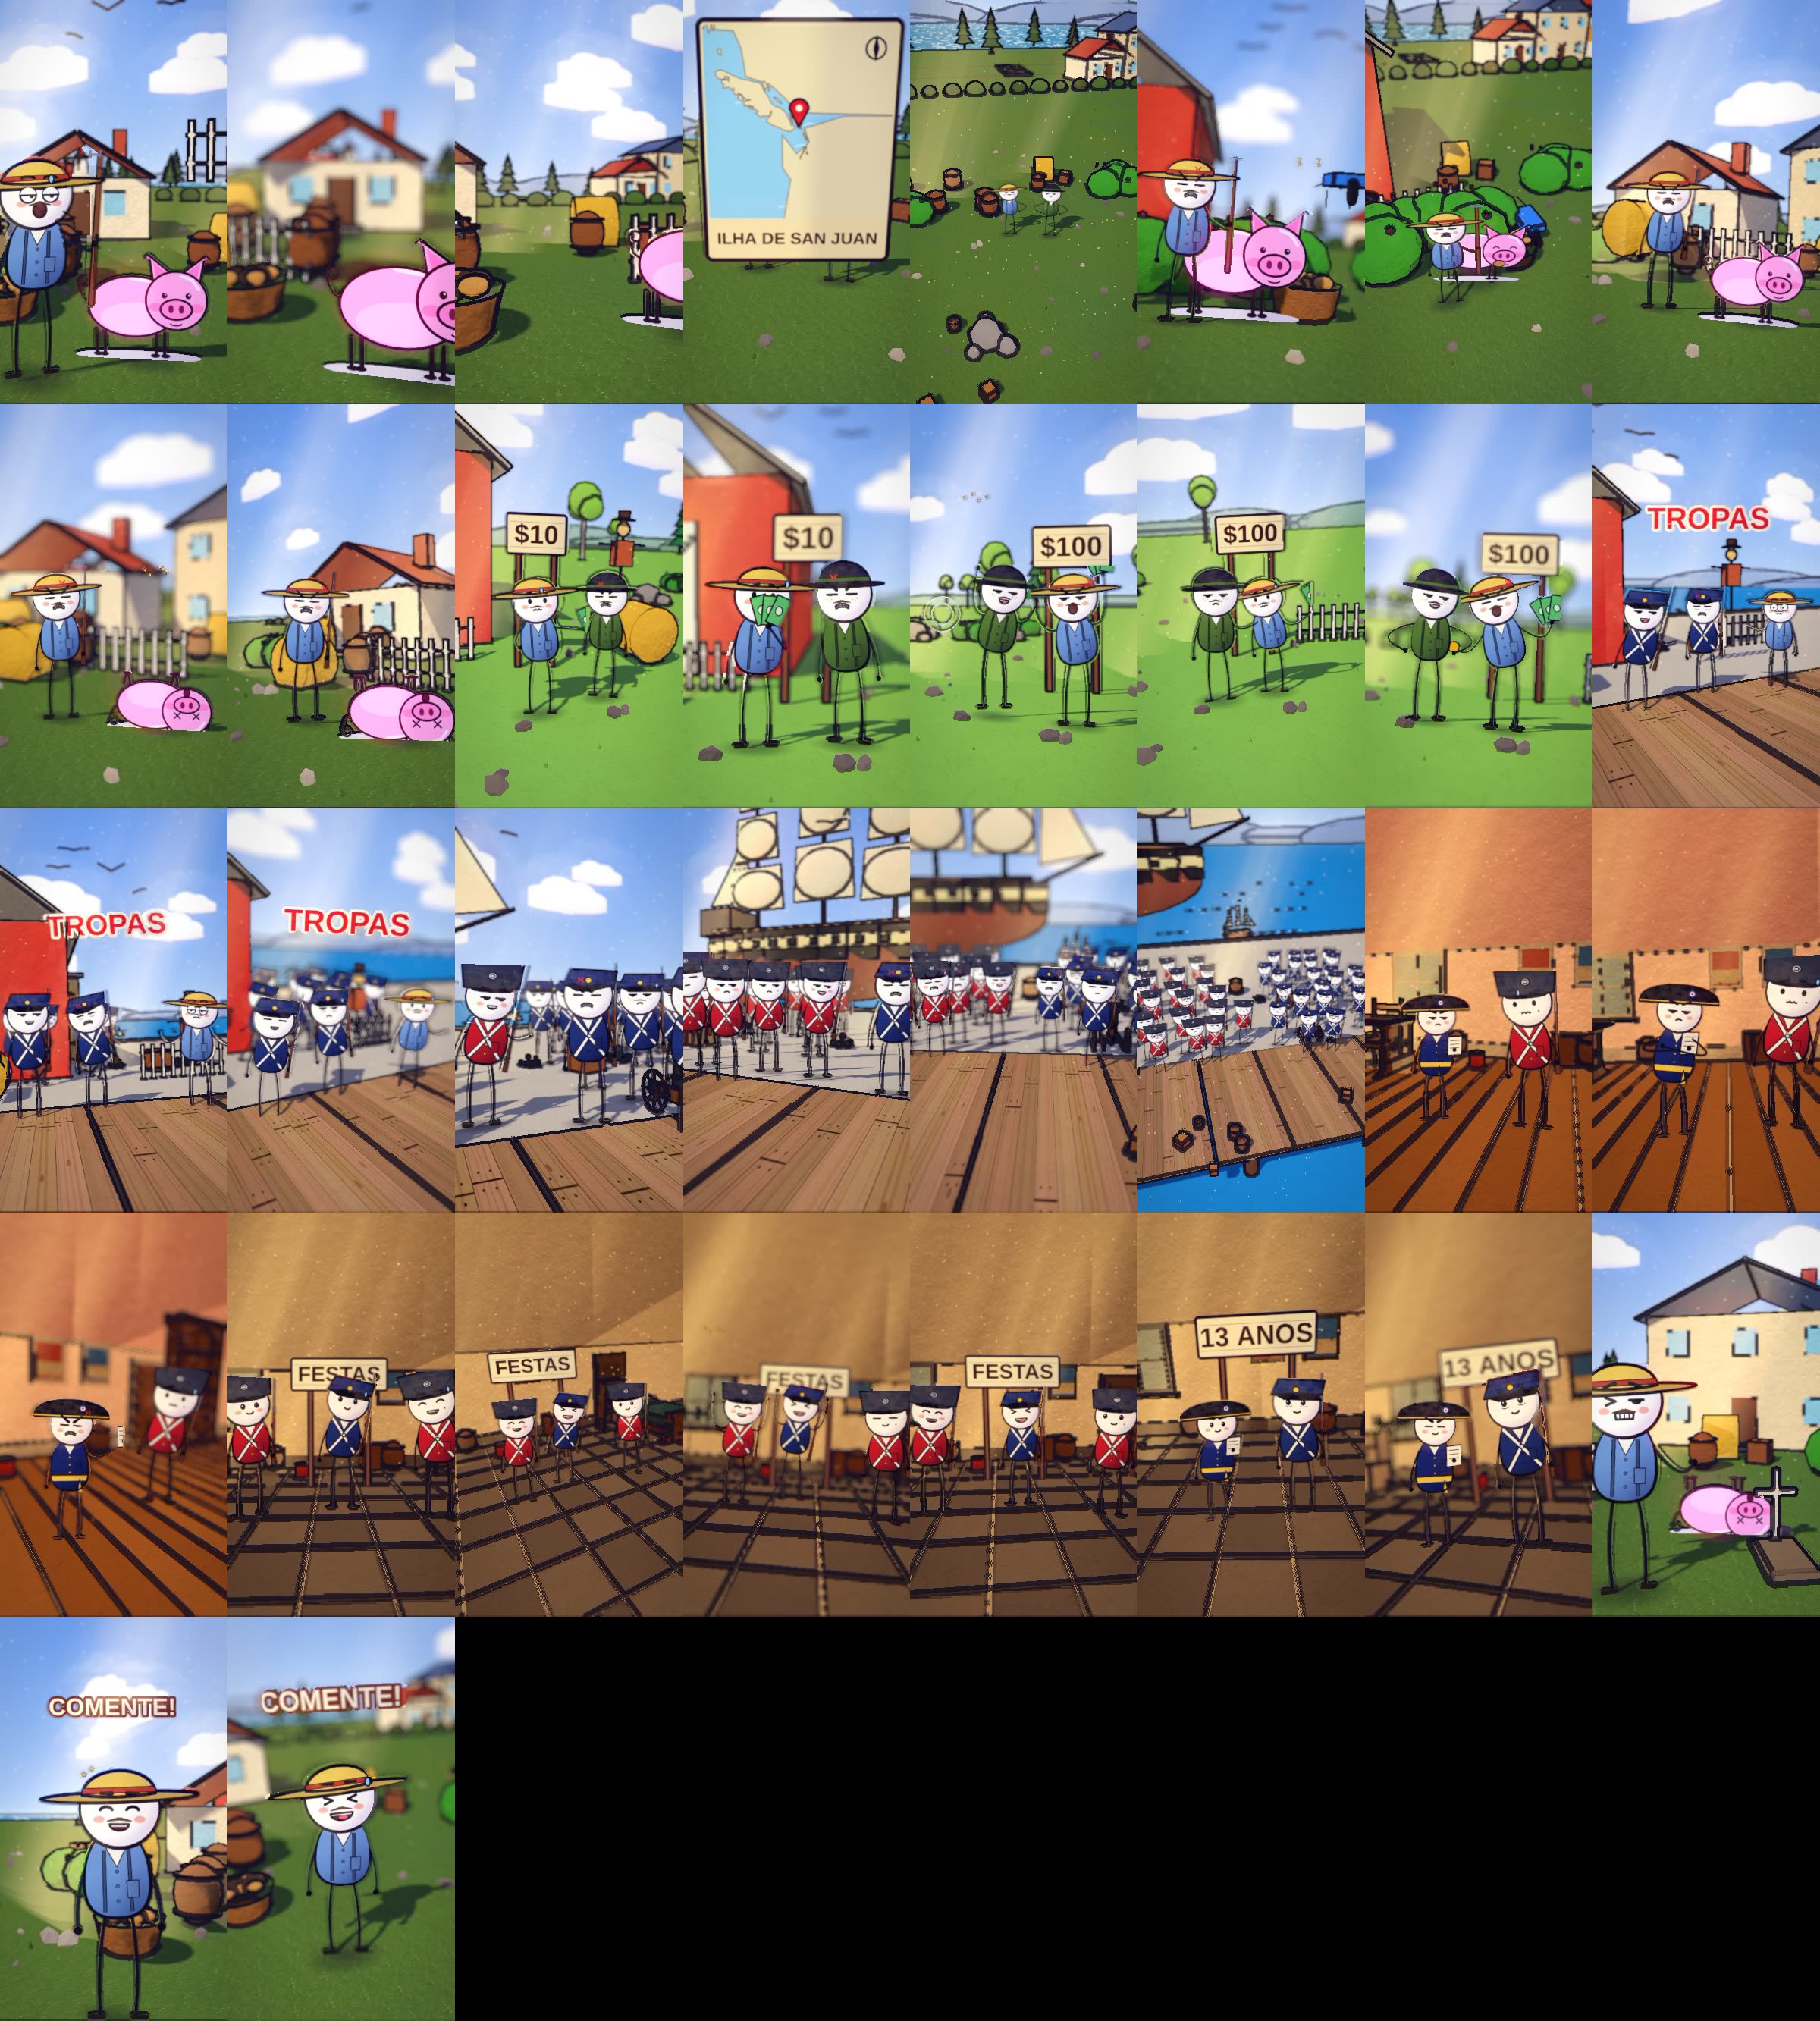 ILHA DE SAN JUAN
$10
$10
$100
$100
$100
TROPAS
TROPAS
TROPAS
FESTAS
FESTAS
FESTAS
FESTAS
13 ANOS
13 ANOS
COMENTE!
COMENTE!